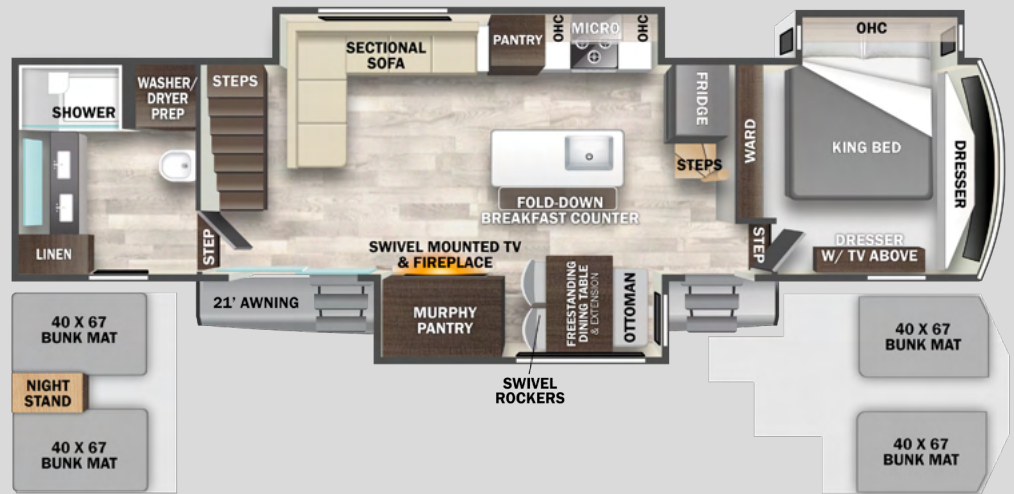 SHOWER
WASHER/
DRYER
PREP
STEPS
SECTIONAL
SOFA
PANTRY
OHC
MICRO
OHC
FRIDGE
STEPS
WARD
OHC
KING BED
DRESSER
LINEN
STEP
FOLD-DOWN
BREAKFAST COUNTER
SWIVEL MOUNTED TV
& FIREPLACE
STEP
DRESSER
W/ TV ABOVE
21' AWNING
MURPHY
PANTRY
FREESTANDING
DINING TABLE
& EXTENSION
OTTOMAN
SWIVEL
ROCKERS
40 X 67
BUNK MAT
NIGHT
STAND
40 X 67
BUNK MAT
40 X 67
BUNK MAT
40 X 67
BUNK MAT